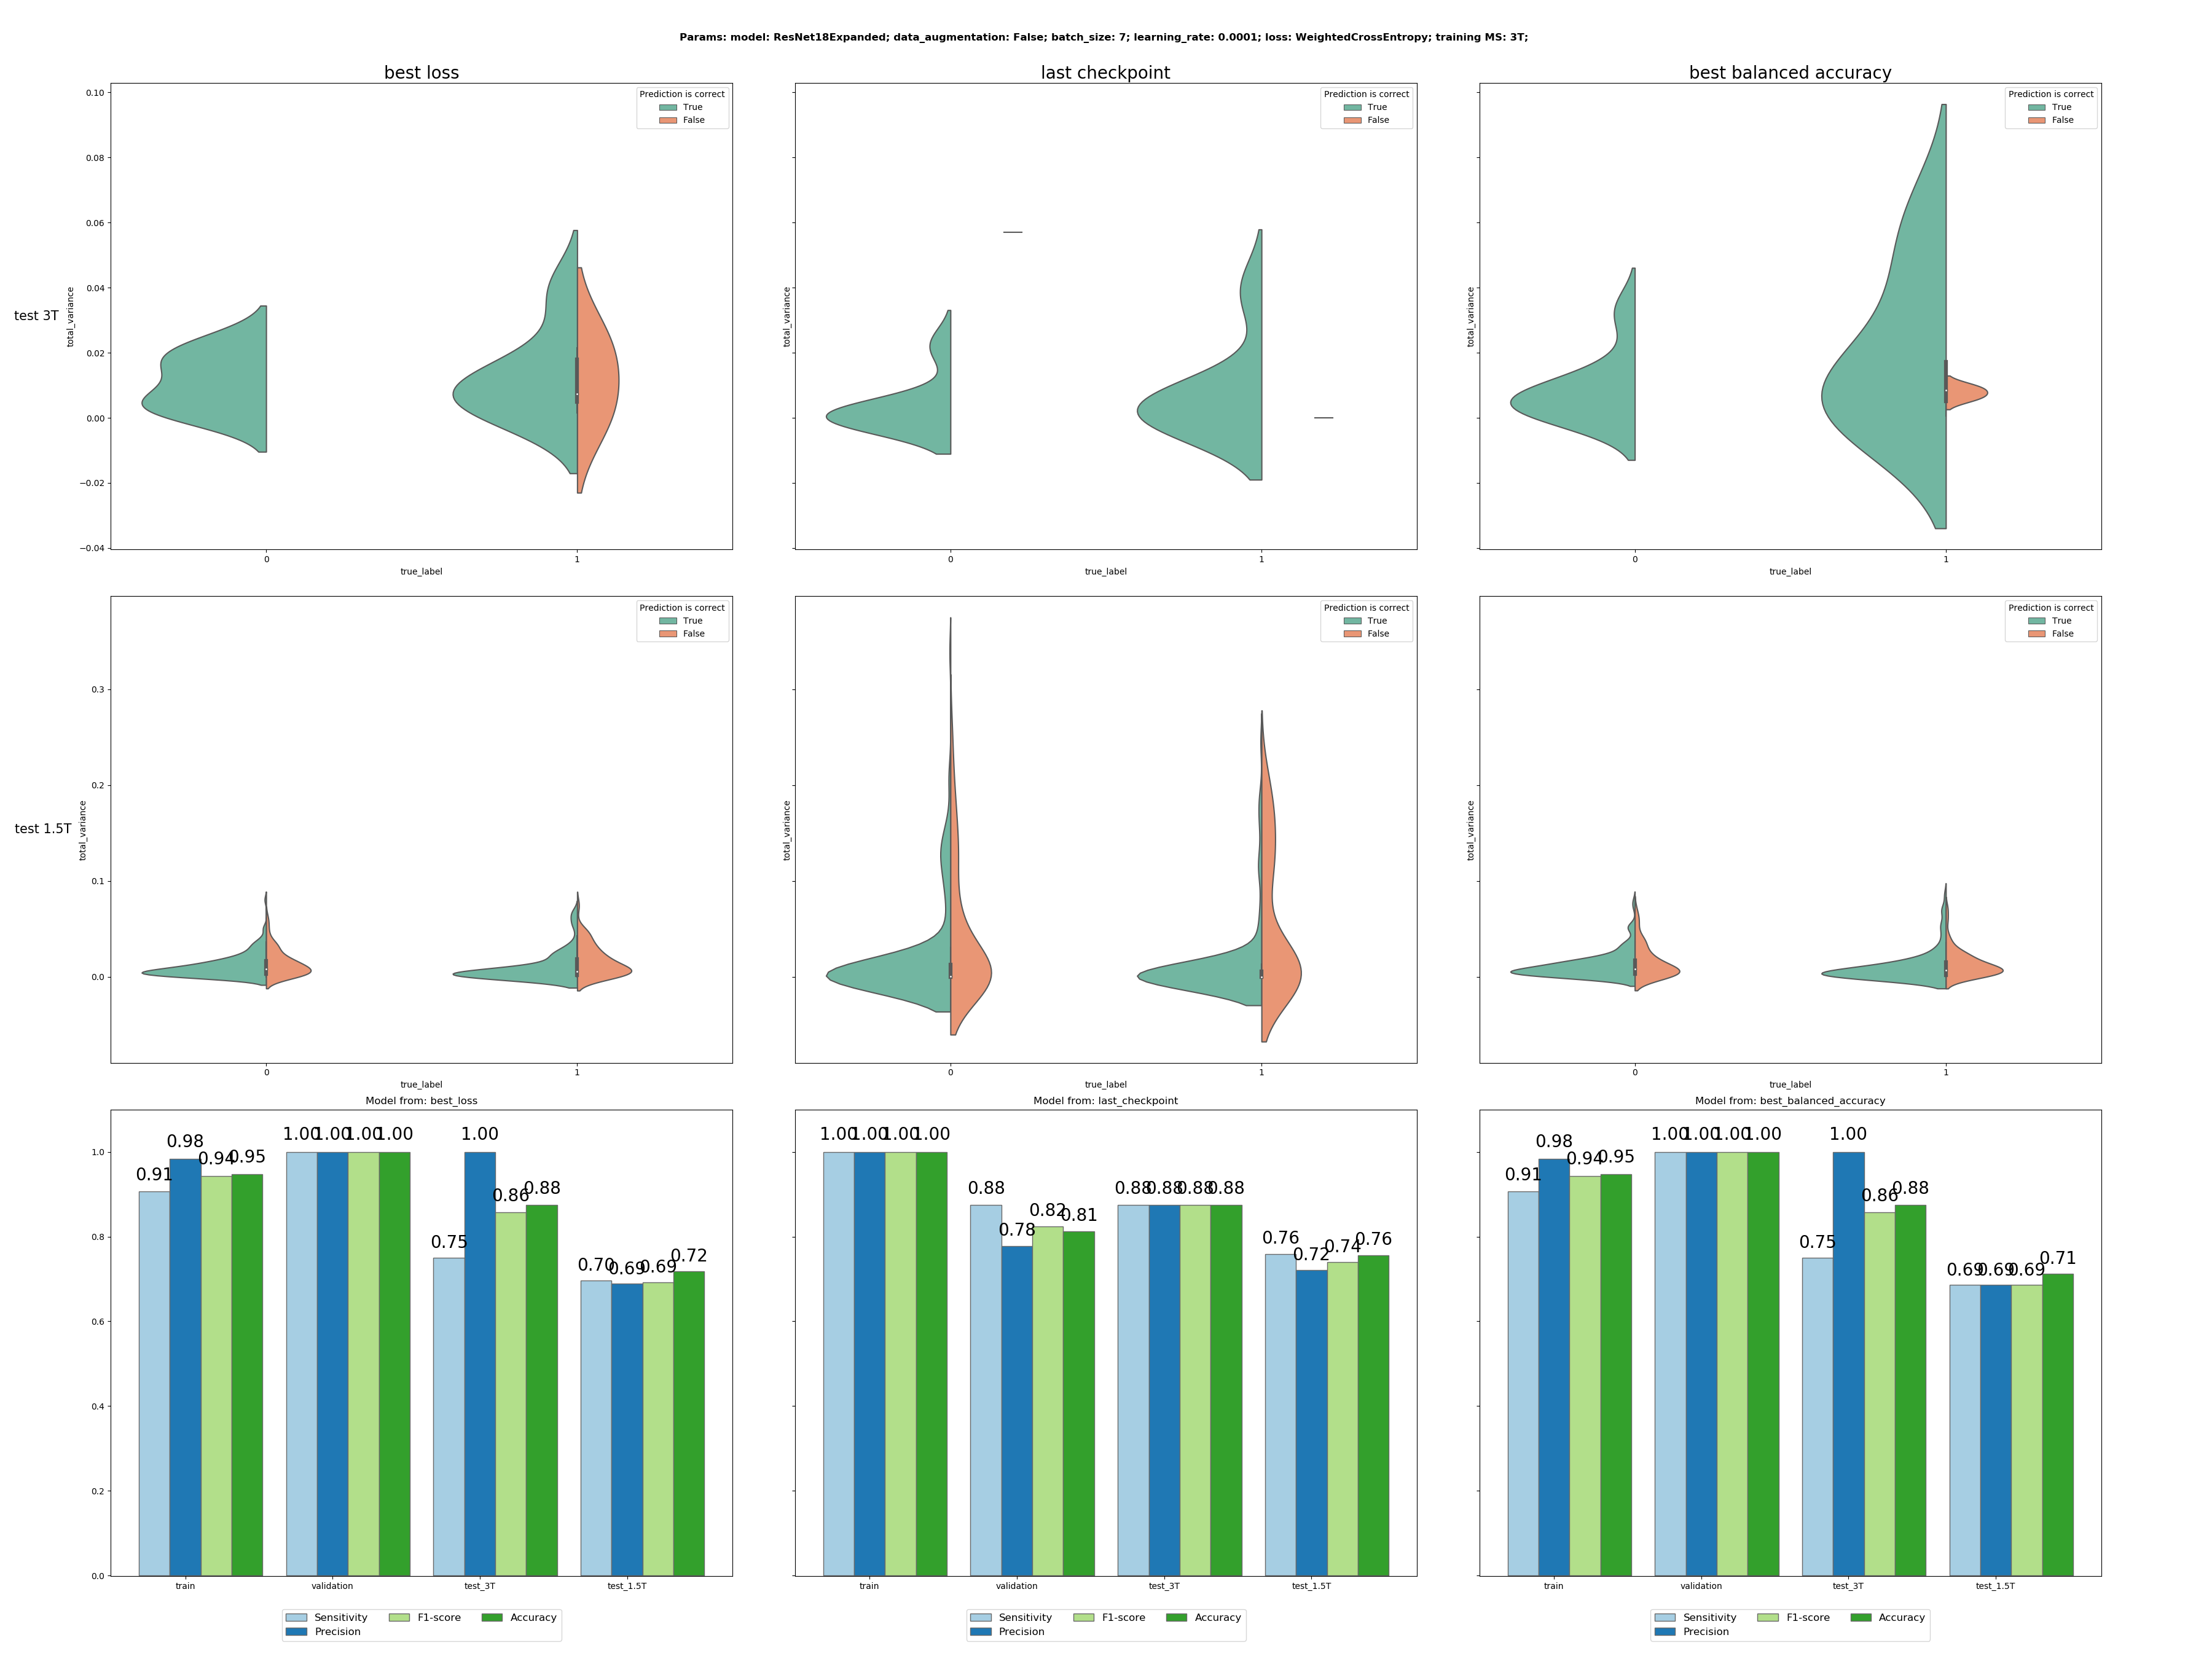 Params: model: ResNet18Expanded; data_augmentation: False; batch_size: 7; learning_rate: 0.0001; loss: WeightedCrossEntropy; training MS: 3T;
best loss
last checkpoint
best balanced accuracy
test 3T
total_variance
0.10
0.08
0.06
0.04
0.02
0.00
−0.02
−0.04
Prediction is correct
True
False
0
1
true_label
total_variance
Prediction is correct
True
False
0
1
true_label
total_variance
Prediction is correct
True
False
0
1
true_label
test 1.5T
total_variance
0.3
0.2
0.1
0.0
Prediction is correct
True
False
0
1
true_label
total_variance
Prediction is correct
True
False
0
1
true_label
total_variance
Prediction is correct
True
False
0
1
true_label
Model from: best_loss
1.0
0.8
0.6
0.4
0.2
0.0
0.91 0.98 0.94 0.95
1.00 1.00 1.00 1.00
0.75 1.00 0.86 0.88
0.70 0.69 0.69 0.72
train validation test_3T test_1.5T
Sensitivity F1-score Accuracy
Precision
Model from: last_checkpoint
1.00 1.00 1.00 1.00
0.88 0.78 0.82 0.81
0.88 0.88 0.88 0.88
0.76 0.72 0.74 0.76
train validation test_3T test_1.5T
Sensitivity F1-score Accuracy
Precision
Model from: best_balanced_accuracy
0.91 0.98 0.94 0.95
1.00 1.00 1.00 1.00
0.75 1.00 0.86 0.88
0.69 0.69 0.69 0.71
train validation test_3T test_1.5T
Sensitivity F1-score Accuracy
Precision